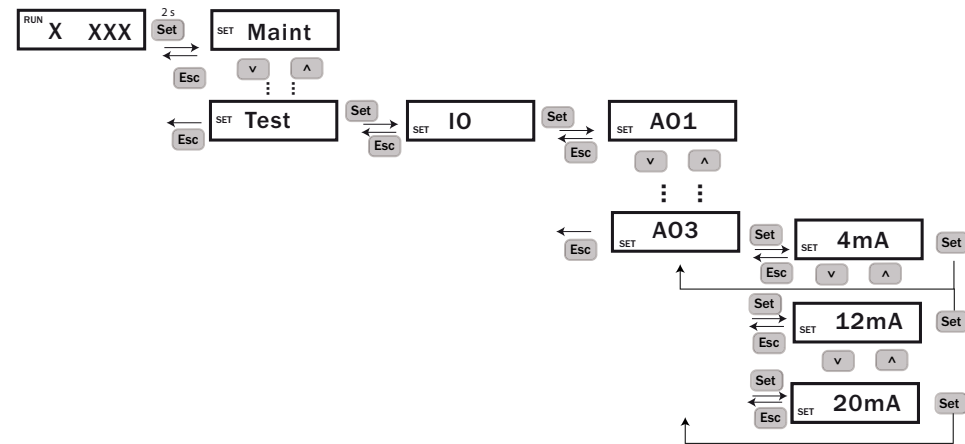 RUN X XXX
2 s
Set
SET Maint
Esc
v ^
SET Test
Set
SET IO
Set
SET AO1
Esc
Esc
Esc
v ^
SET AO3
Set
SET 4mA
Set
Esc
Esc
v ^
Set
SET 12mA
Set
Esc
v ^
Set
SET 20mA
Set
Esc